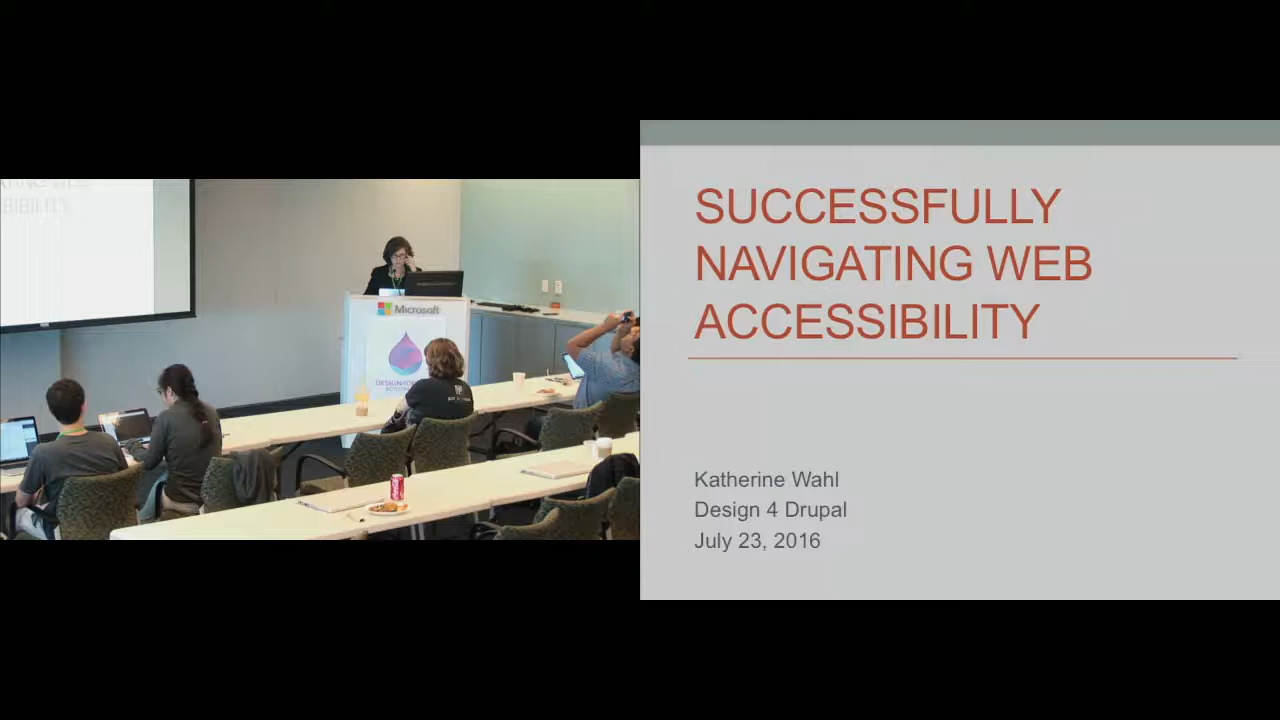 SUCCESSFULLY
NAVIGATING WEB
ACCESSIBILITY
Katherine Wahl
Design 4 Drupal
July 23, 2016
Microsoft